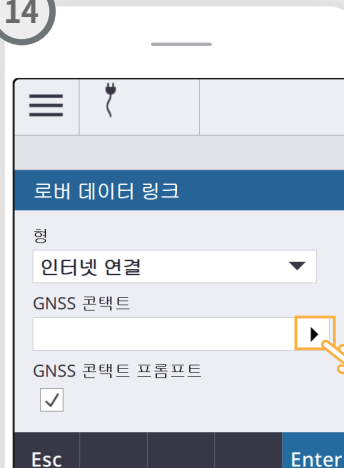 14
로버 데이터 링크
형
인터넷 연결
GNSS 콘택트
GNSS 콘택트 프롬프트
Esc
Enter